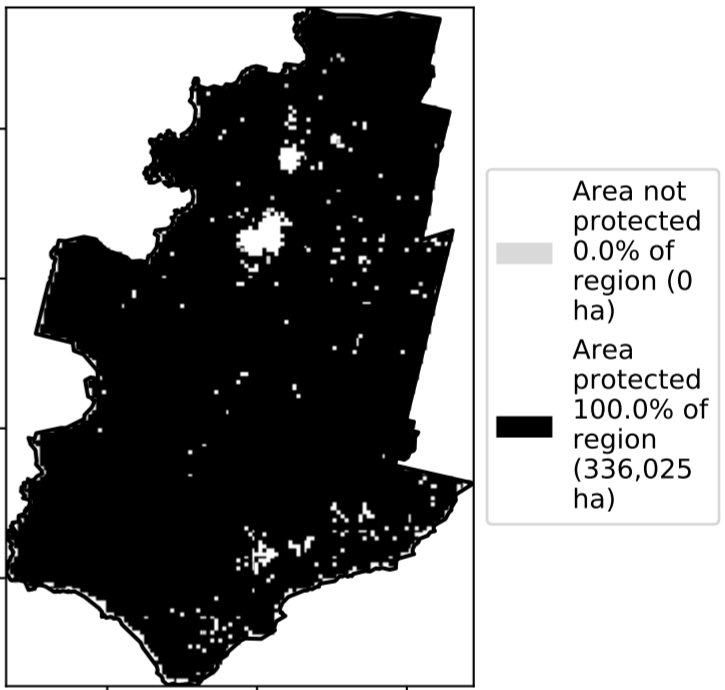 Area not
protected
0.0% of
region (0
ha)
Area
protected
100.0% of
region
(336,025
ha)